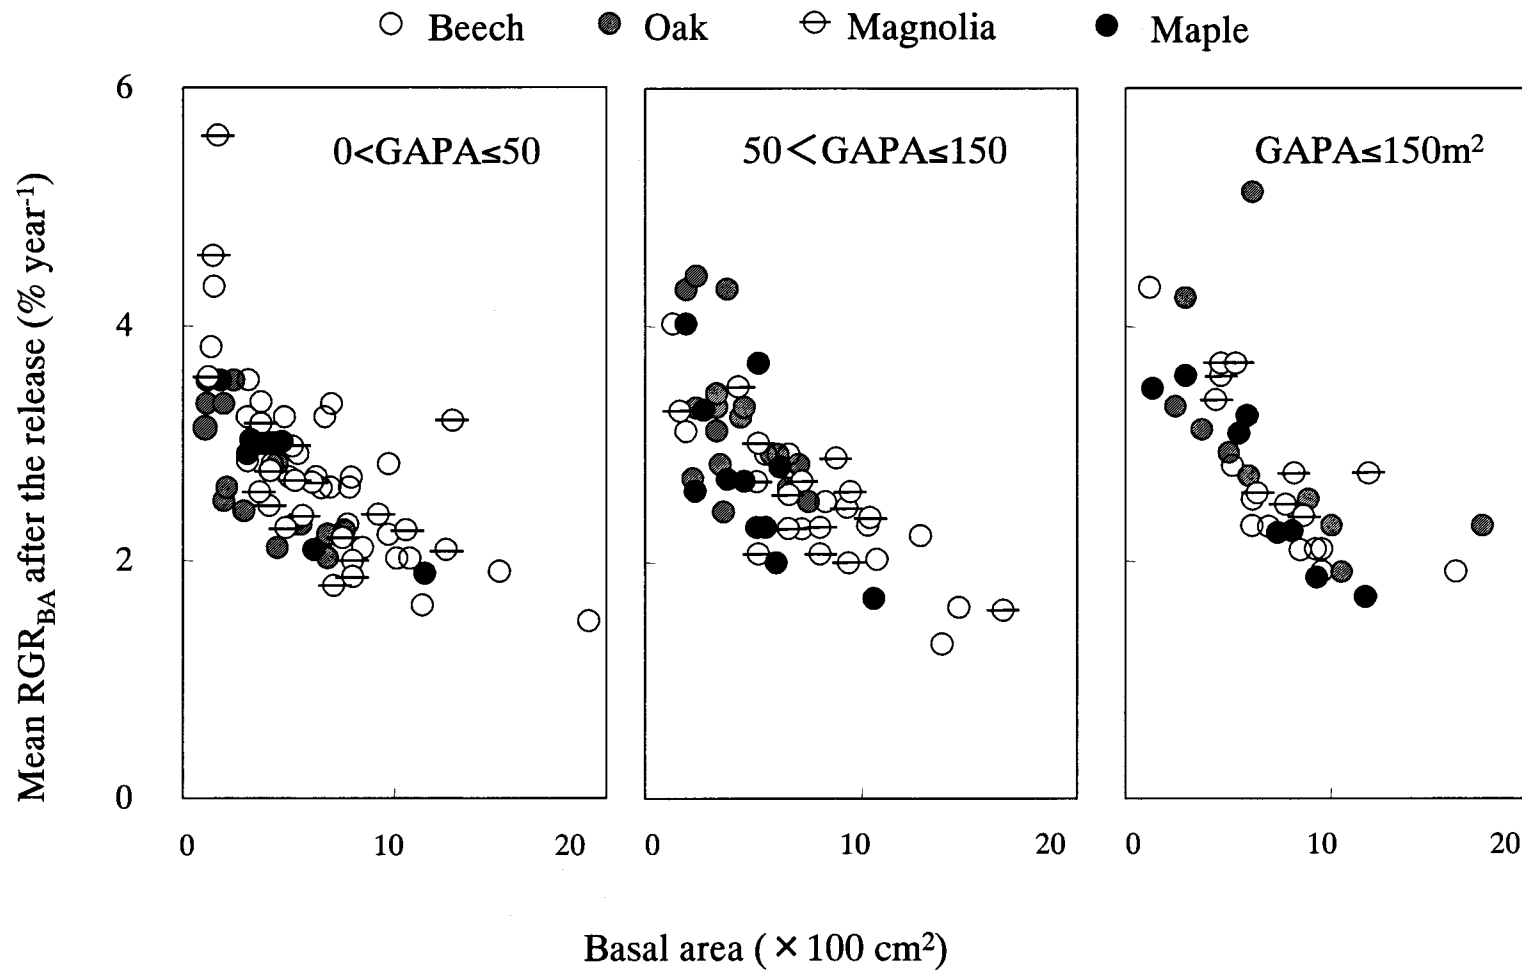 Beech Oak Magnolia Maple
6 0<GAPA≤50 50<GAPA≤150 GAPA≤150m²
4
2
0
0 10 20 0 10 20 0 10 20
Mean RGR_BA after the release (% year⁻¹)
Basal area (×100 cm²)